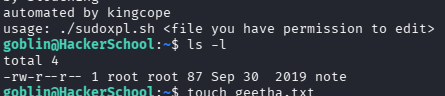 automated by kingcope
usage: ./sudoxpl.sh <file you have permission to edit>
goblin@HackerSchool:~$ ls -l
total 4
-rw-r--r-- 1 root root 87 Sep 30  2019 note
goblin@HackerSchool:~$ touch geetha.txt